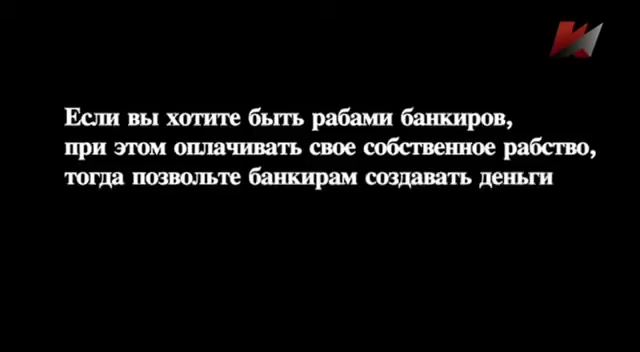 Если вы хотите быть рабами банкиров,
при этом оплачивать свое собственное рабство,
тогда позвольте банкирам создавать деньги